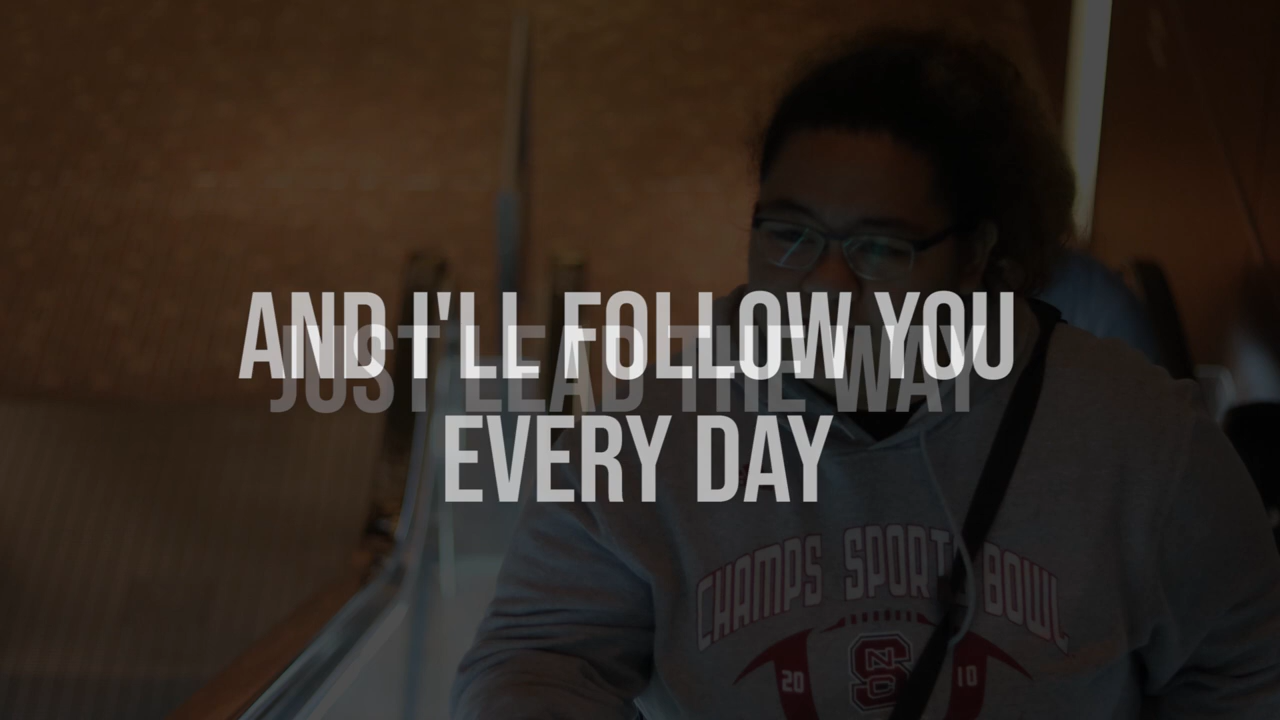 AND I'LL FOLLOW YOU
JUST LEAD THE WAY
EVERY DAY
CHAMPS SPORTS BOWL
20 10
NCS